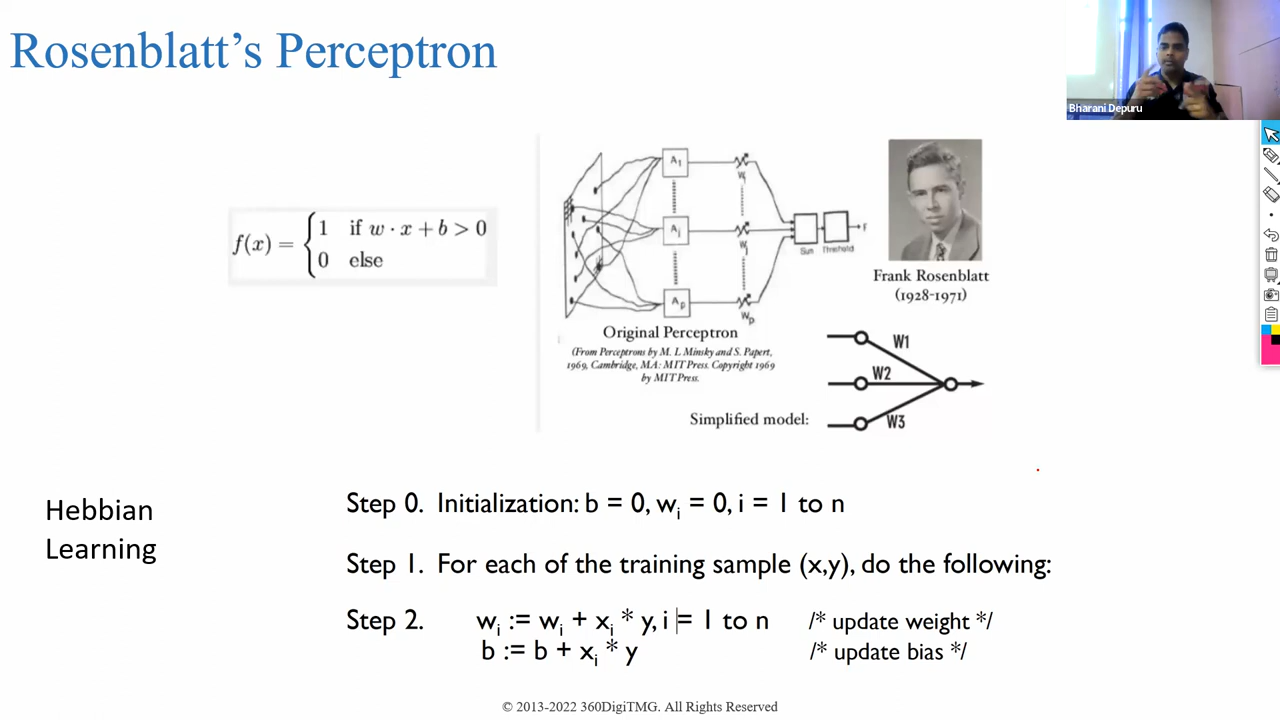 Rosenblatt's Perceptron
Bharani Depuru
f(x) = { 1 if w · x + b > 0
0 else
A1
Wi
Ai
Wj
Ap
Wp
Sum Threshold
F
Original Perceptron
(From Perceptrons by M. L Minsky and S. Papert,
1969, Cambridge, MA: MIT Press. Copyright 1969
by MIT Press.
Frank Rosenblatt
(1928-1971)
W1
W2
W3
Simplified model:
Hebbian
Learning
Step 0. Initialization: b = 0, wi = 0, i = 1 to n
Step 1. For each of the training sample (x,y), do the following:
Step 2. wi := wi + xi * y, i = 1 to n /* update weight */
b := b + xi * y /* update bias */
© 2013-2022 360DigiTMG. All Rights Reserved